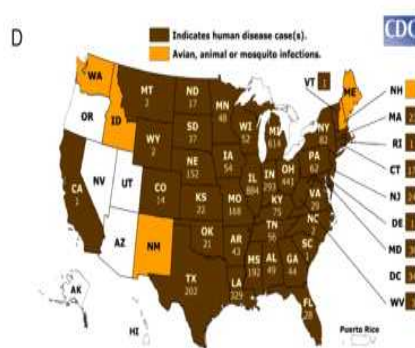 D
Indicates human disease case(s).
Avian, animal or mosquito infections.
CDC
WA
OR
ID
MT
2
ND
17
MN
48
WI
52
MI
614
NY
82
VT
1
ME
NH
MA
RI
CT
NJ
DE
MD
DC
WV
WY
2
SD
37
NE
152
IA
54
IL
884
IN
293
OH
441
PA
62
CA
1
NV
UT
CO
14
KS
22
MO
168
KY
75
VA
29
AZ
NM
OK
21
AR
43
TN
56
NC
2
SC
1
TX
202
LA
329
MS
192
AL
49
GA
44
FL
28
AK
HI
Puerto Rico